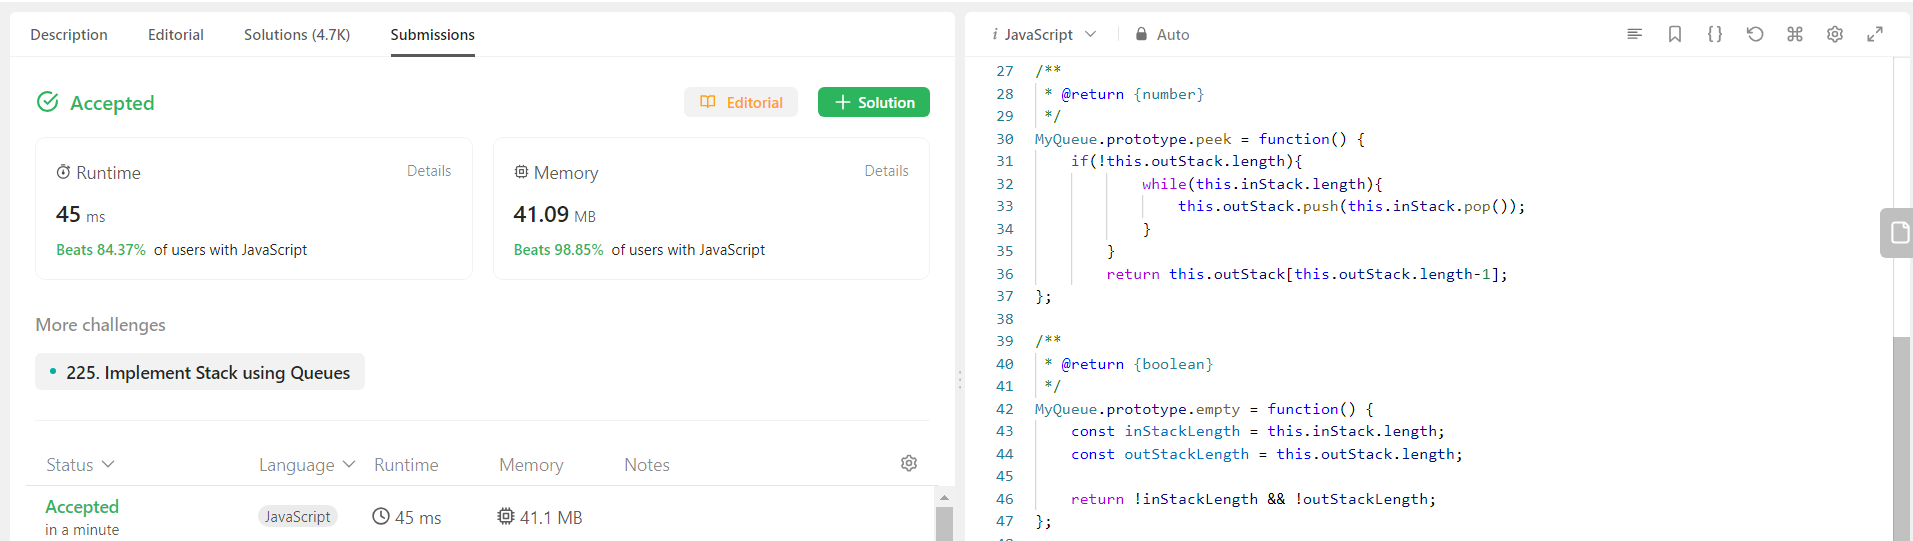 Description Editorial Solutions (4.7K) Submissions
Accepted
Editorial
+ Solution
Runtime Details
45 ms
Beats 84.37% of users with JavaScript
Memory Details
41.09 MB
Beats 98.85% of users with JavaScript
More challenges
• 225. Implement Stack using Queues
Status Language Runtime Memory Notes
Accepted JavaScript 45 ms 41.1 MB
in a minute
i JavaScript Auto
27 /**
28  * @return {number}
29  */
30 MyQueue.prototype.peek = function() {
31     if(!this.outStack.length){
32             while(this.inStack.length){
33                 this.outStack.push(this.inStack.pop());
34             }
35         }
36         return this.outStack[this.outStack.length-1];
37 };
38
39 /**
40  * @return {boolean}
41  */
42 MyQueue.prototype.empty = function() {
43     const inStackLength = this.inStack.length;
44     const outStackLength = this.outStack.length;
45
46     return !inStackLength && !outStackLength;
47 };